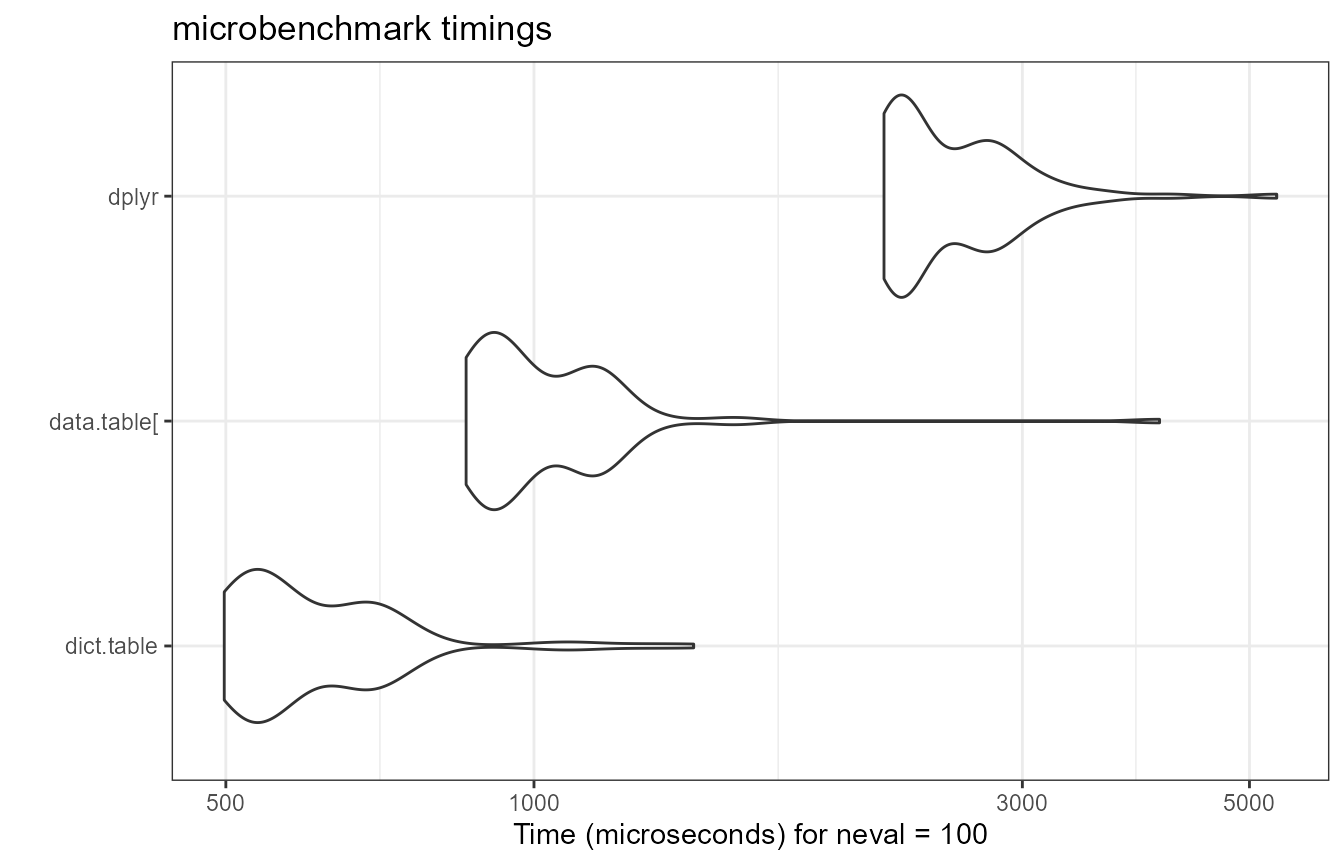 microbenchmark timings
dplyr
data.table[
dict.table
500 1000 3000 5000
Time (microseconds) for neval = 100